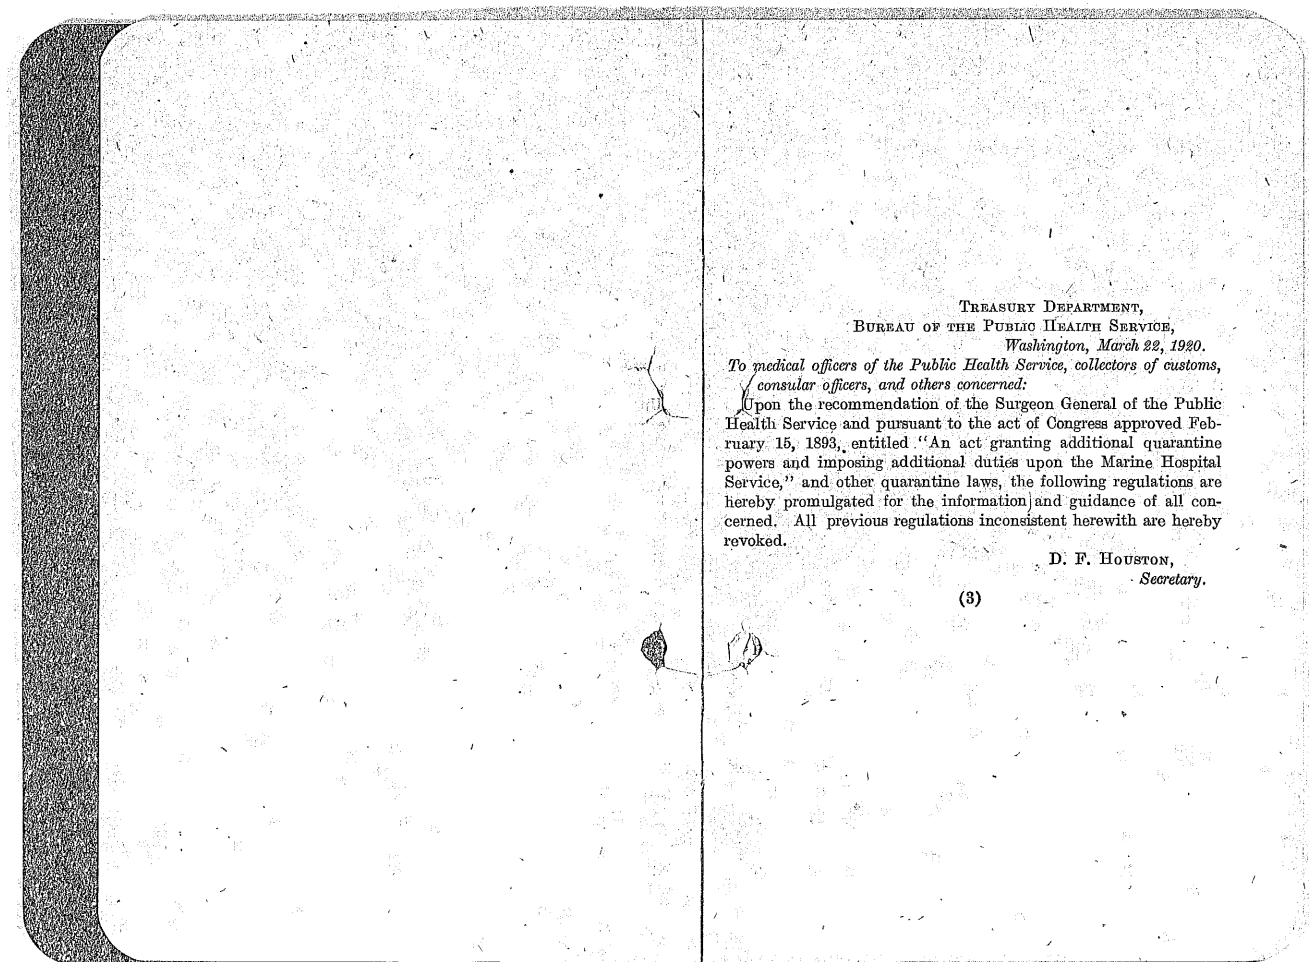 TREASURY DEPARTMENT,
BUREAU OF THE PUBLIC HEALTH SERVICE,
Washington, March 22, 1920.
To medical officers of the Public Health Service, collectors of customs,
consular officers, and others concerned:
Upon the recommendation of the Surgeon General of the Public
Health Service and pursuant to the act of Congress approved Feb-
ruary 15, 1893, entitled "An act granting additional quarantine
powers and imposing additional duties upon the Marine Hospital
Service," and other quarantine laws, the following regulations are
hereby promulgated for the information and guidance of all con-
cerned. All previous regulations inconsistent herewith are hereby
revoked.
D. F. HOUSTON,
Secretary.
(3)